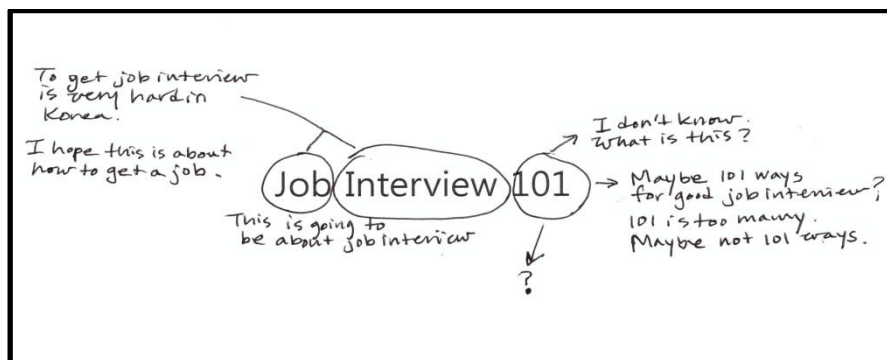 To get job interview
is very hard in
Korea.
I hope this is about
how to get a job.
Job Interview 101
This is going to
be about job interview
I don't know.
What is this?
Maybe 101 ways
for good job interview?
101 is too many.
Maybe not 101 ways.
?